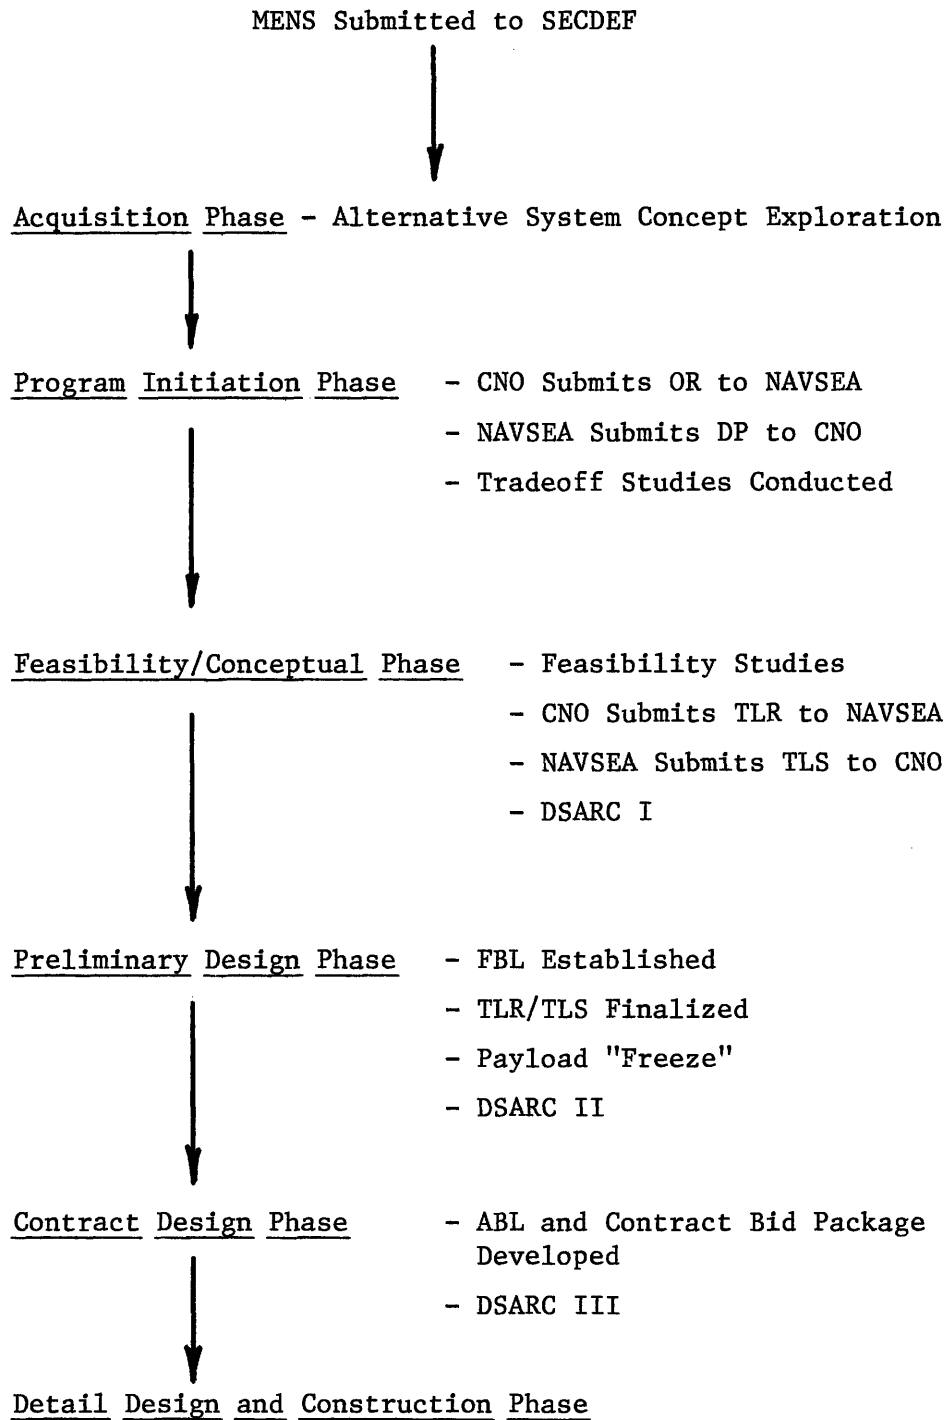 MENS Submitted to SECDEF
Acquisition Phase - Alternative System Concept Exploration
Program Initiation Phase - CNO Submits OR to NAVSEA
- NAVSEA Submits DP to CNO
- Tradeoff Studies Conducted
Feasibility/Conceptual Phase - Feasibility Studies
- CNO Submits TLR to NAVSEA
- NAVSEA Submits TLS to CNO
- DSARC I
Preliminary Design Phase - FBL Established
- TLR/TLS Finalized
- Payload "Freeze"
- DSARC II
Contract Design Phase - ABL and Contract Bid Package
Developed
- DSARC III
Detail Design and Construction Phase